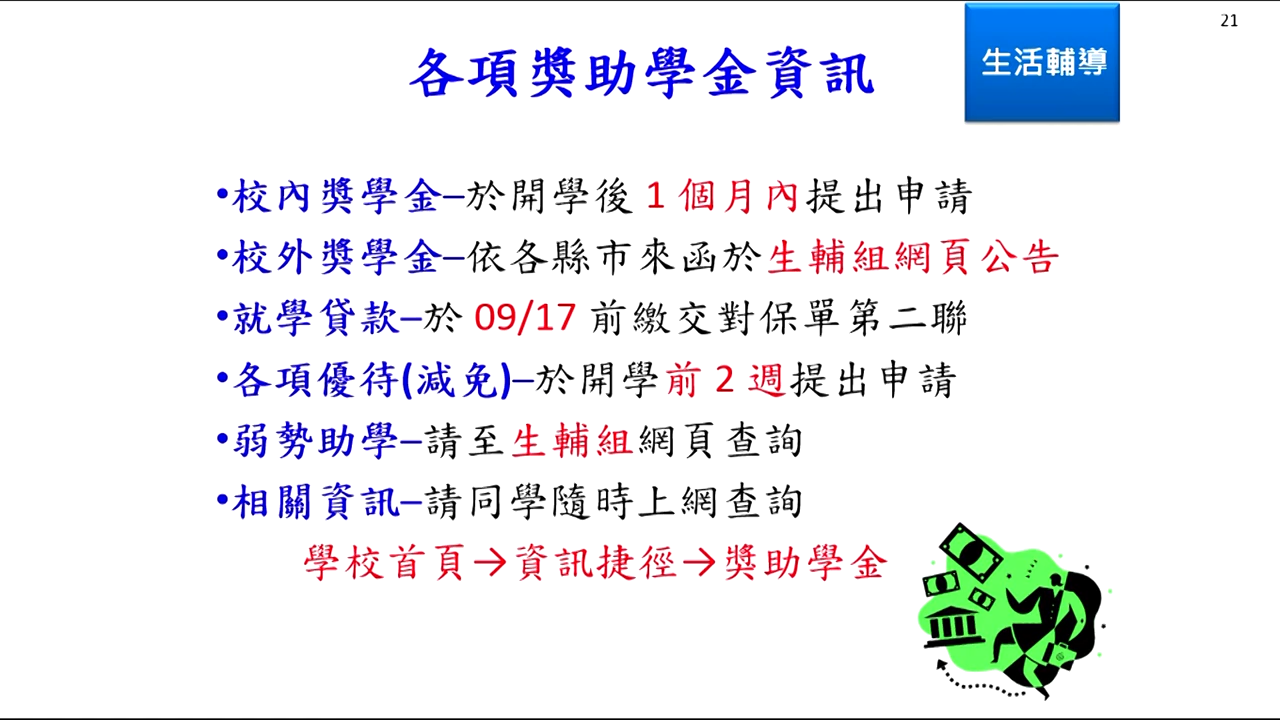 21
生活輔導
各項獎助學金資訊
•校內獎學金–於開學後 1 個月內提出申請
•校外獎學金–依各縣市來函於生輔組網頁公告
•就學貸款–於 09/17 前繳交對保單第二聯
•各項優待(減免)–於開學前 2 週提出申請
•弱勢助學–請至生輔組網頁查詢
•相關資訊–請同學隨時上網查詢
學校首頁→資訊捷徑→獎助學金